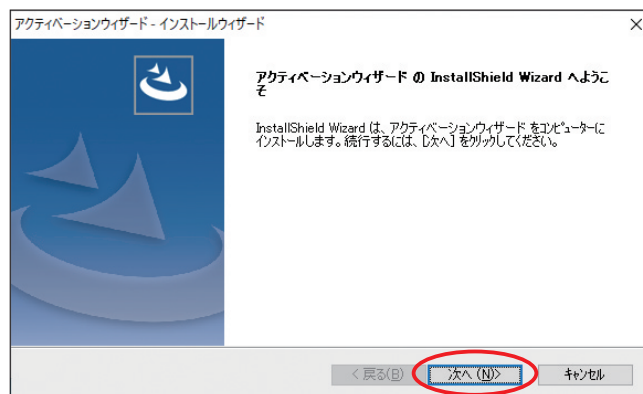 アクティベーションウィザード - インストールウィザード
アクティベーションウィザード の InstallShield Wizard へようこ
そ
InstallShield Wizard は、アクティベーションウィザード をコンピューターに
インストールします。続行するには、[次へ] をクリックしてください。
< 戻る(B)
次へ (N)>
キャンセル